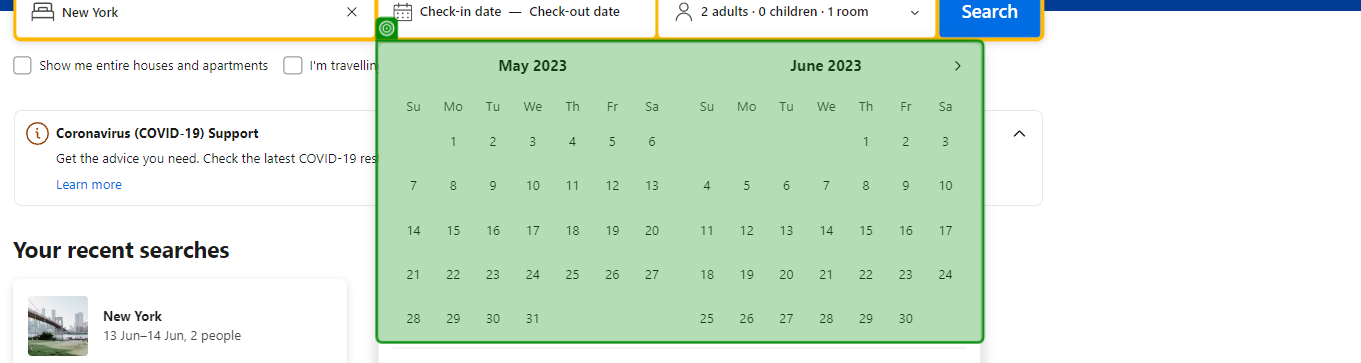 New York
Check-in date — Check-out date
2 adults · 0 children · 1 room
Search
Show me entire houses and apartments
I'm travellin
May 2023
Su Mo Tu We Th Fr Sa
1 2 3 4 5 6
7 8 9 10 11 12 13
14 15 16 17 18 19 20
21 22 23 24 25 26 27
28 29 30 31
June 2023
Su Mo Tu We Th Fr Sa
1 2 3
4 5 6 7 8 9 10
11 12 13 14 15 16 17
18 19 20 21 22 23 24
25 26 27 28 29 30
Coronavirus (COVID-19) Support
Get the advice you need. Check the latest COVID-19 res
Learn more
Your recent searches
New York
13 Jun–14 Jun, 2 people